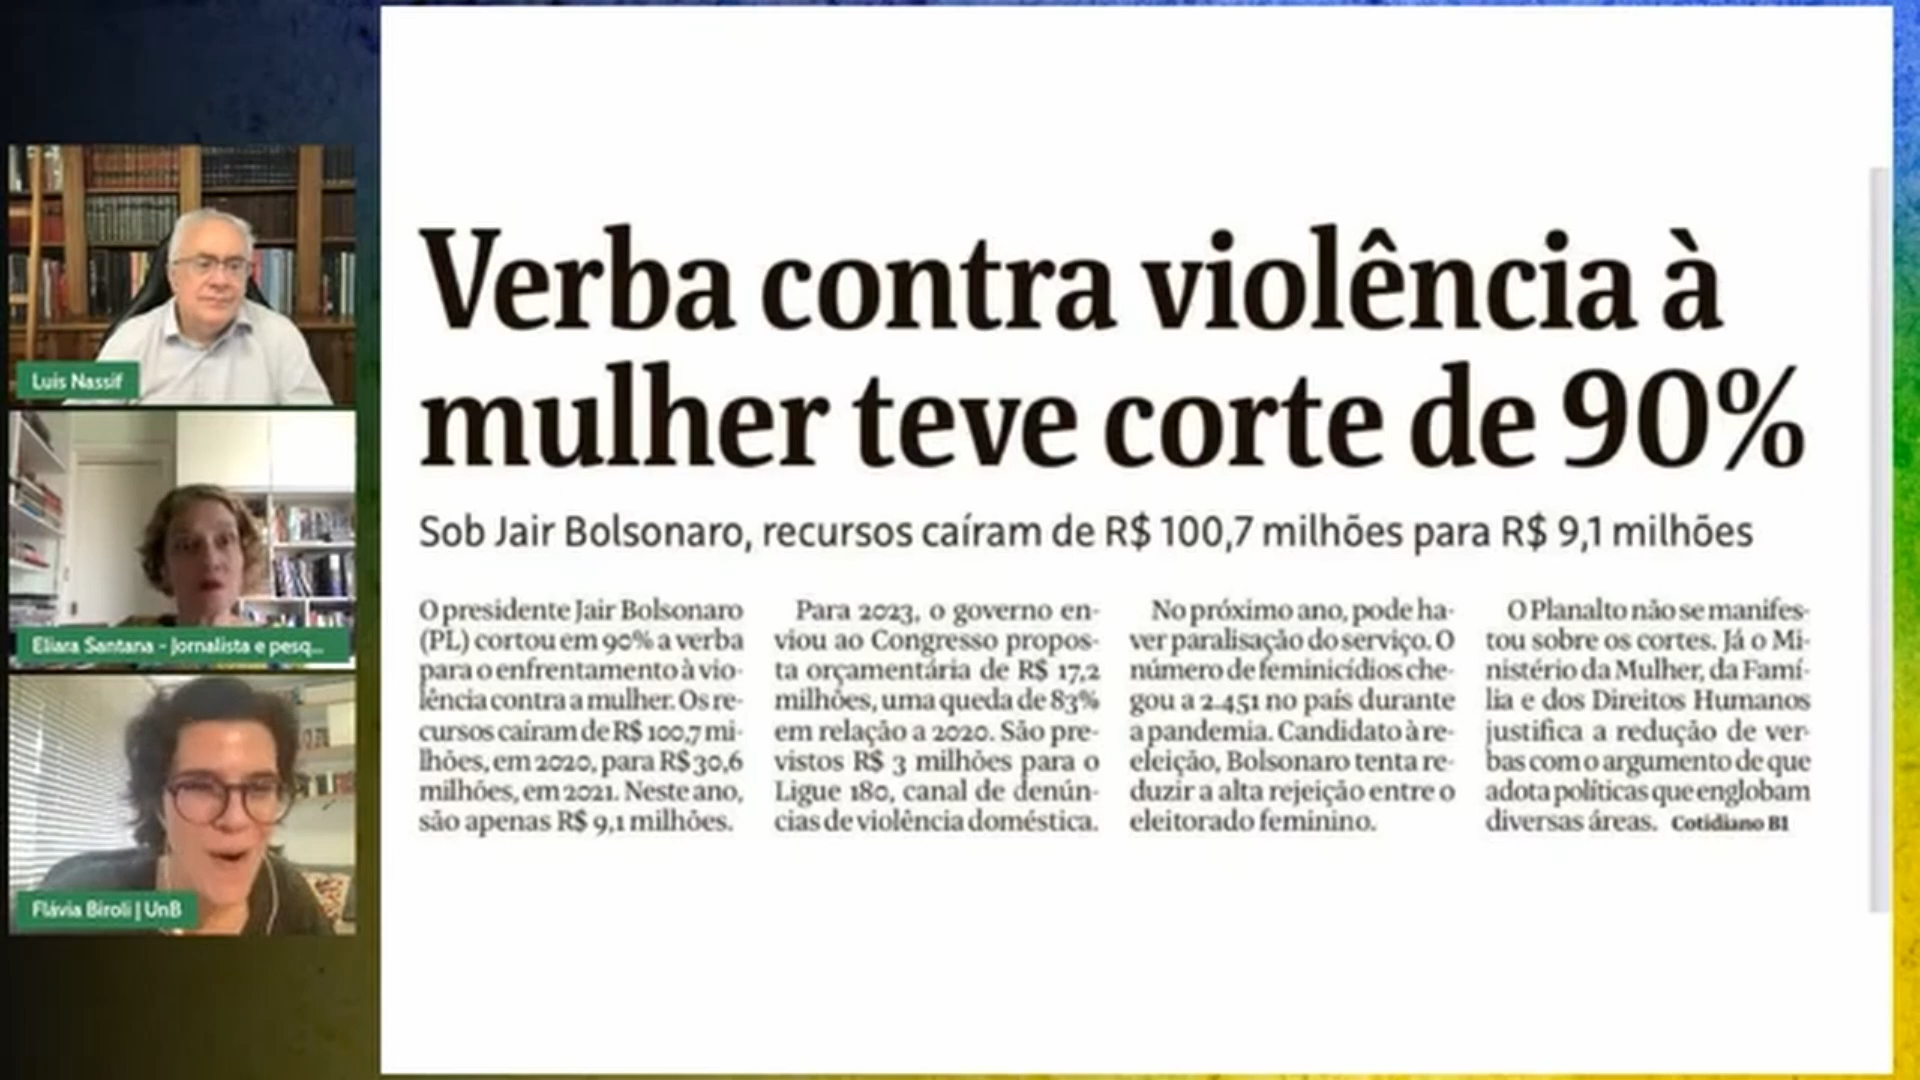 Luis Nassif
Eliara Santana - Jornalista e pesq...
Flávia Biroli | UnB
Verba contra violência à
mulher teve corte de 90%
Sob Jair Bolsonaro, recursos caíram de R$ 100,7 milhões para R$ 9,1 milhões
O presidente Jair Bolsonaro
(PL) cortou em 90% a verba
para o enfrentamento à vio-
lência contra a mulher. Os re-
cursos caíram de R$ 100,7 mi-
lhões, em 2020, para R$ 30,6
milhões, em 2021. Neste ano,
são apenas R$ 9,1 milhões.
Para 2023, o governo en-
viou ao Congresso propos-
ta orçamentária de R$ 17,2
milhões, uma queda de 83%
em relação a 2020. São pre-
vistos R$ 3 milhões para o
Ligue 180, canal de denún-
cias de violência doméstica.
No próximo ano, pode ha-
ver paralisação do serviço. O
número de feminicídios che-
gou a 2.451 no país durante
a pandemia. Candidato à re-
eleição, Bolsonaro tenta re-
duzir a alta rejeição entre o
eleitorado feminino.
O Planalto não se manifes-
tou sobre os cortes. Já o Mi-
nistério da Mulher, da Famí-
lia e dos Direitos Humanos
justifica a redução de ver-
bas com o argumento de que
adota políticas que englobam
diversas áreas. Cotidiano B1